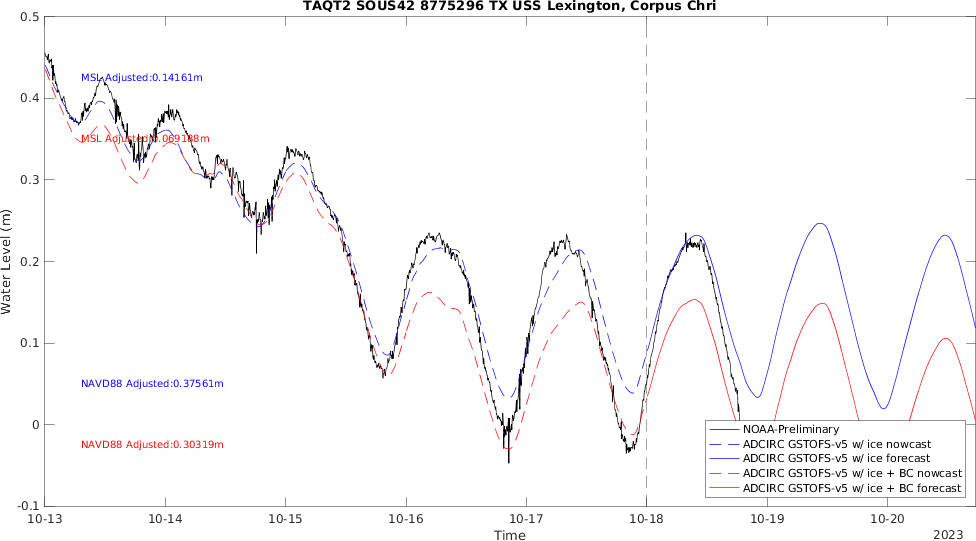 TAQT2 SOUS42 8775296 TX USS Lexington, Corpus Chri
0.5
0.4
0.3
0.2
0.1
0
-0.1
Water Level (m)
MSL Adjusted:0.14161m
MSL Adjusted:0.069188m
NAVD88 Adjusted:0.37561m
NAVD88 Adjusted:0.30319m
NOAA-Preliminary
ADCIRC GSTOFS-v5 w/ ice nowcast
ADCIRC GSTOFS-v5 w/ ice forecast
ADCIRC GSTOFS-v5 w/ ice + BC nowcast
ADCIRC GSTOFS-v5 w/ ice + BC forecast
10-13 10-14 10-15 10-16 10-17 10-18 10-19 10-20
Time
2023